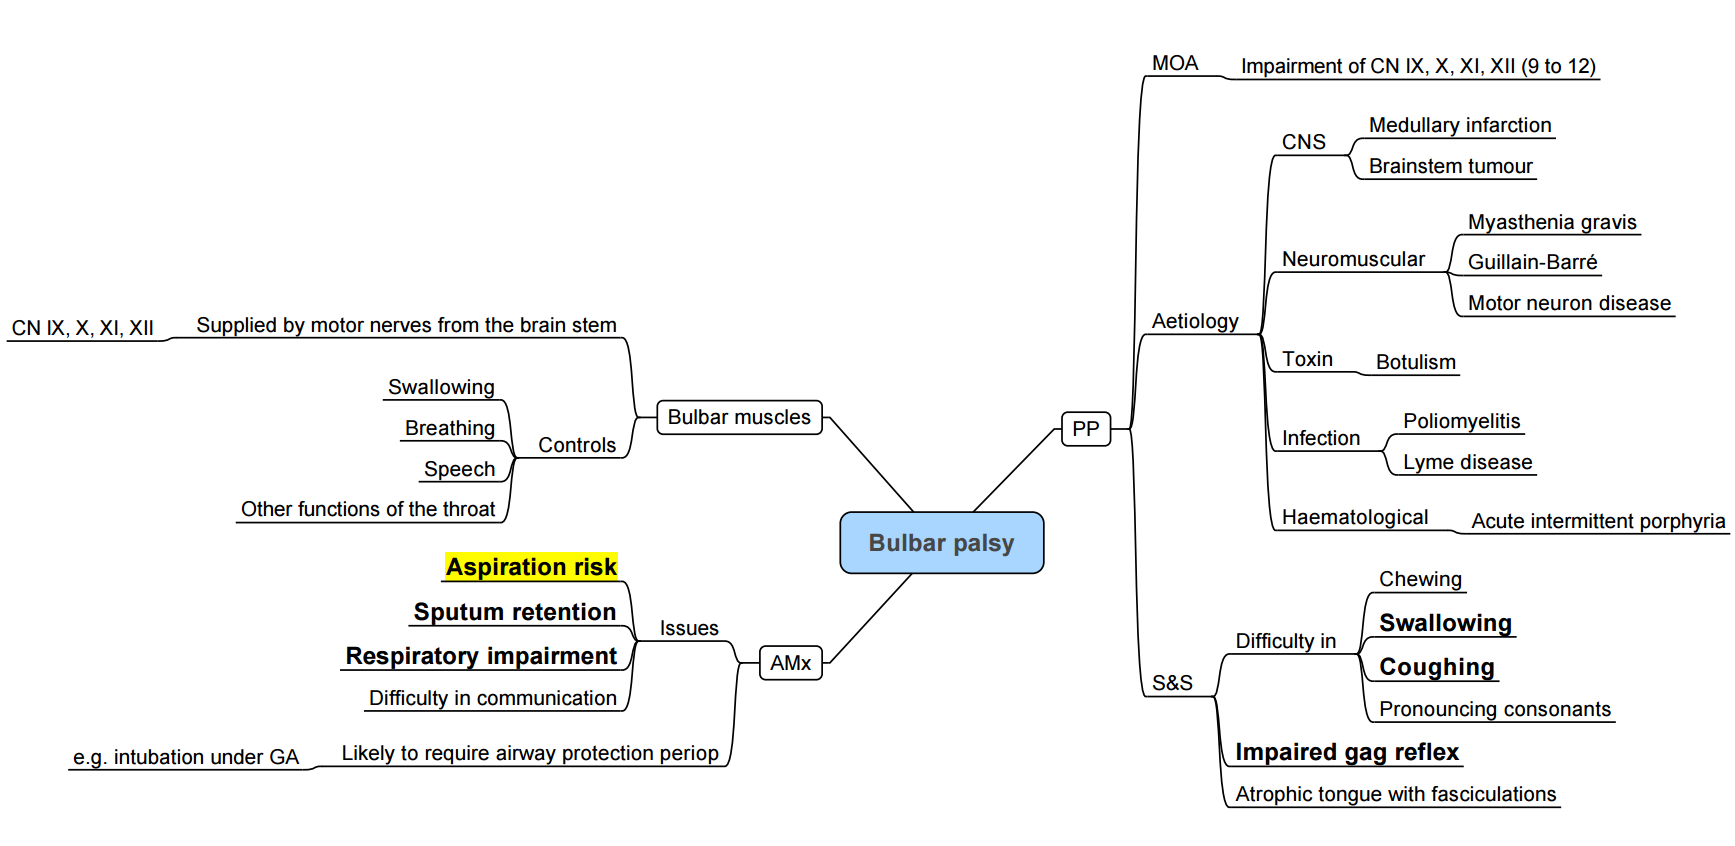 Bulbar palsy
Bulbar muscles
Supplied by motor nerves from the brain stem
CN IX, X, XI, XII
Controls
Swallowing
Breathing
Speech
Other functions of the throat
AMx
Issues
Aspiration risk
Sputum retention
Respiratory impairment
Difficulty in communication
Likely to require airway protection periop
e.g. intubation under GA
PP
MOA
Impairment of CN IX, X, XI, XII (9 to 12)
Aetiology
CNS
Medullary infarction
Brainstem tumour
Neuromuscular
Myasthenia gravis
Guillain-Barré
Motor neuron disease
Toxin
Botulism
Infection
Poliomyelitis
Lyme disease
Haematological
Acute intermittent porphyria
S&S
Difficulty in
Chewing
Swallowing
Coughing
Pronouncing consonants
Impaired gag reflex
Atrophic tongue with fasciculations